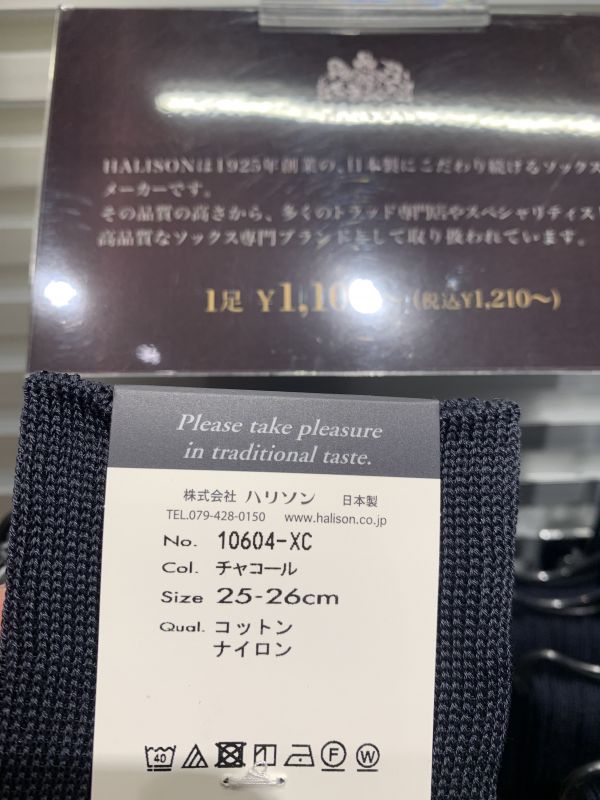 HALISONは1925年創業の、日本製にこだわり続けるソックス
メーカーです。
その品質の高さから、多くのトラッド専門店やスペシャリティス
高品質なソックス専門ブランドとして取り扱われています。
1足 ¥1,10 ~ (税込¥1,210~)
Please take pleasure
in traditional taste.
株式会社 ハリソン 日本製
TEL.079-428-0150 www.halison.co.jp
No. 10604-XC
Col. チャコール
Size 25-26cm
Qual. コットン
ナイロン
40 F W